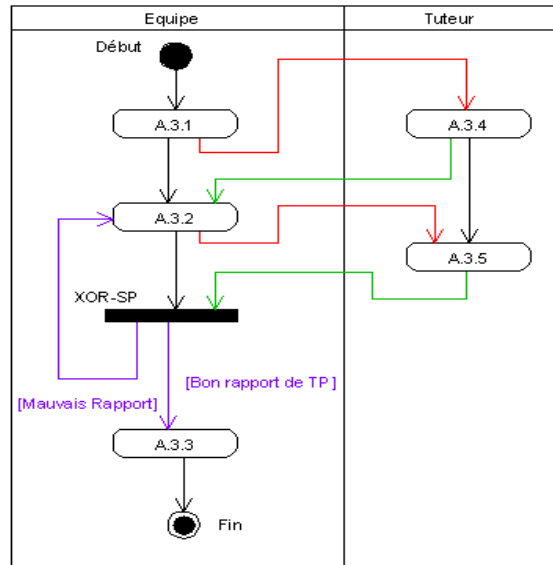 Equipe
Tuteur
Début
A.3.1
A.3.4
A.3.2
A.3.5
XOR-SP
[Bon rapport de TP]
[Mauvais Rapport]
A.3.3
Fin